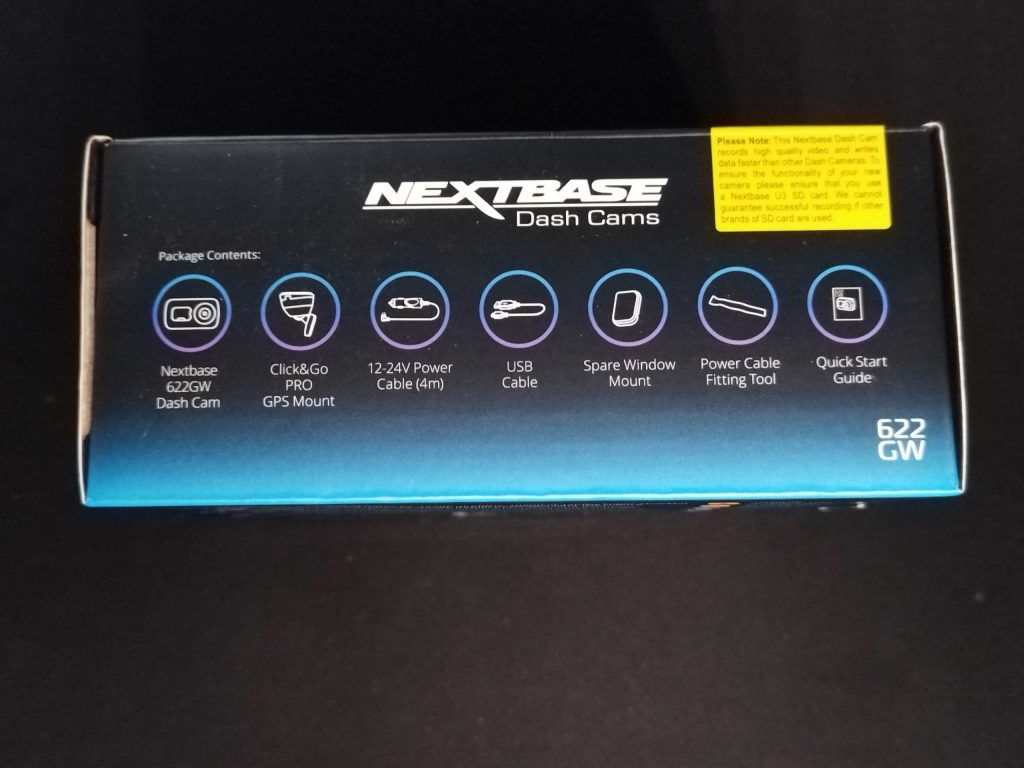 NEXTBASE
Dash Cams
Please Note: This Nextbase Dash Cam
records high quality video and writes
data faster than other Dash Cameras. To
ensure the functionality of your new
camera please ensure that you use
a Nextbase U3 SD card. We cannot
guarantee successful recording if other
brands of SD card are used.
Package Contents:
Nextbase
622GW
Dash Cam
Click&Go
PRO
GPS Mount
12-24V Power
Cable (4m)
USB
Cable
Spare Window
Mount
Power Cable
Fitting Tool
Quick Start
Guide
622
GW